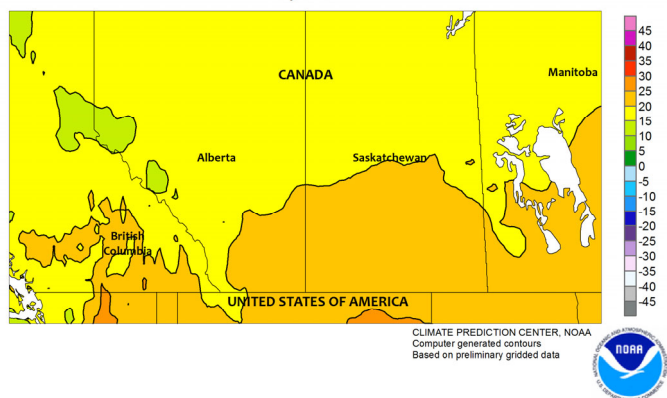 CANADA
Manitoba
Alberta
Saskatchewan
British
Columbia
UNITED STATES OF AMERICA
45
40
35
30
25
20
15
10
5
0
-5
-10
-15
-20
-25
-30
-35
-40
-45
CLIMATE PREDICTION CENTER, NOAA
Computer generated contours
Based on preliminary gridded data
NOAA